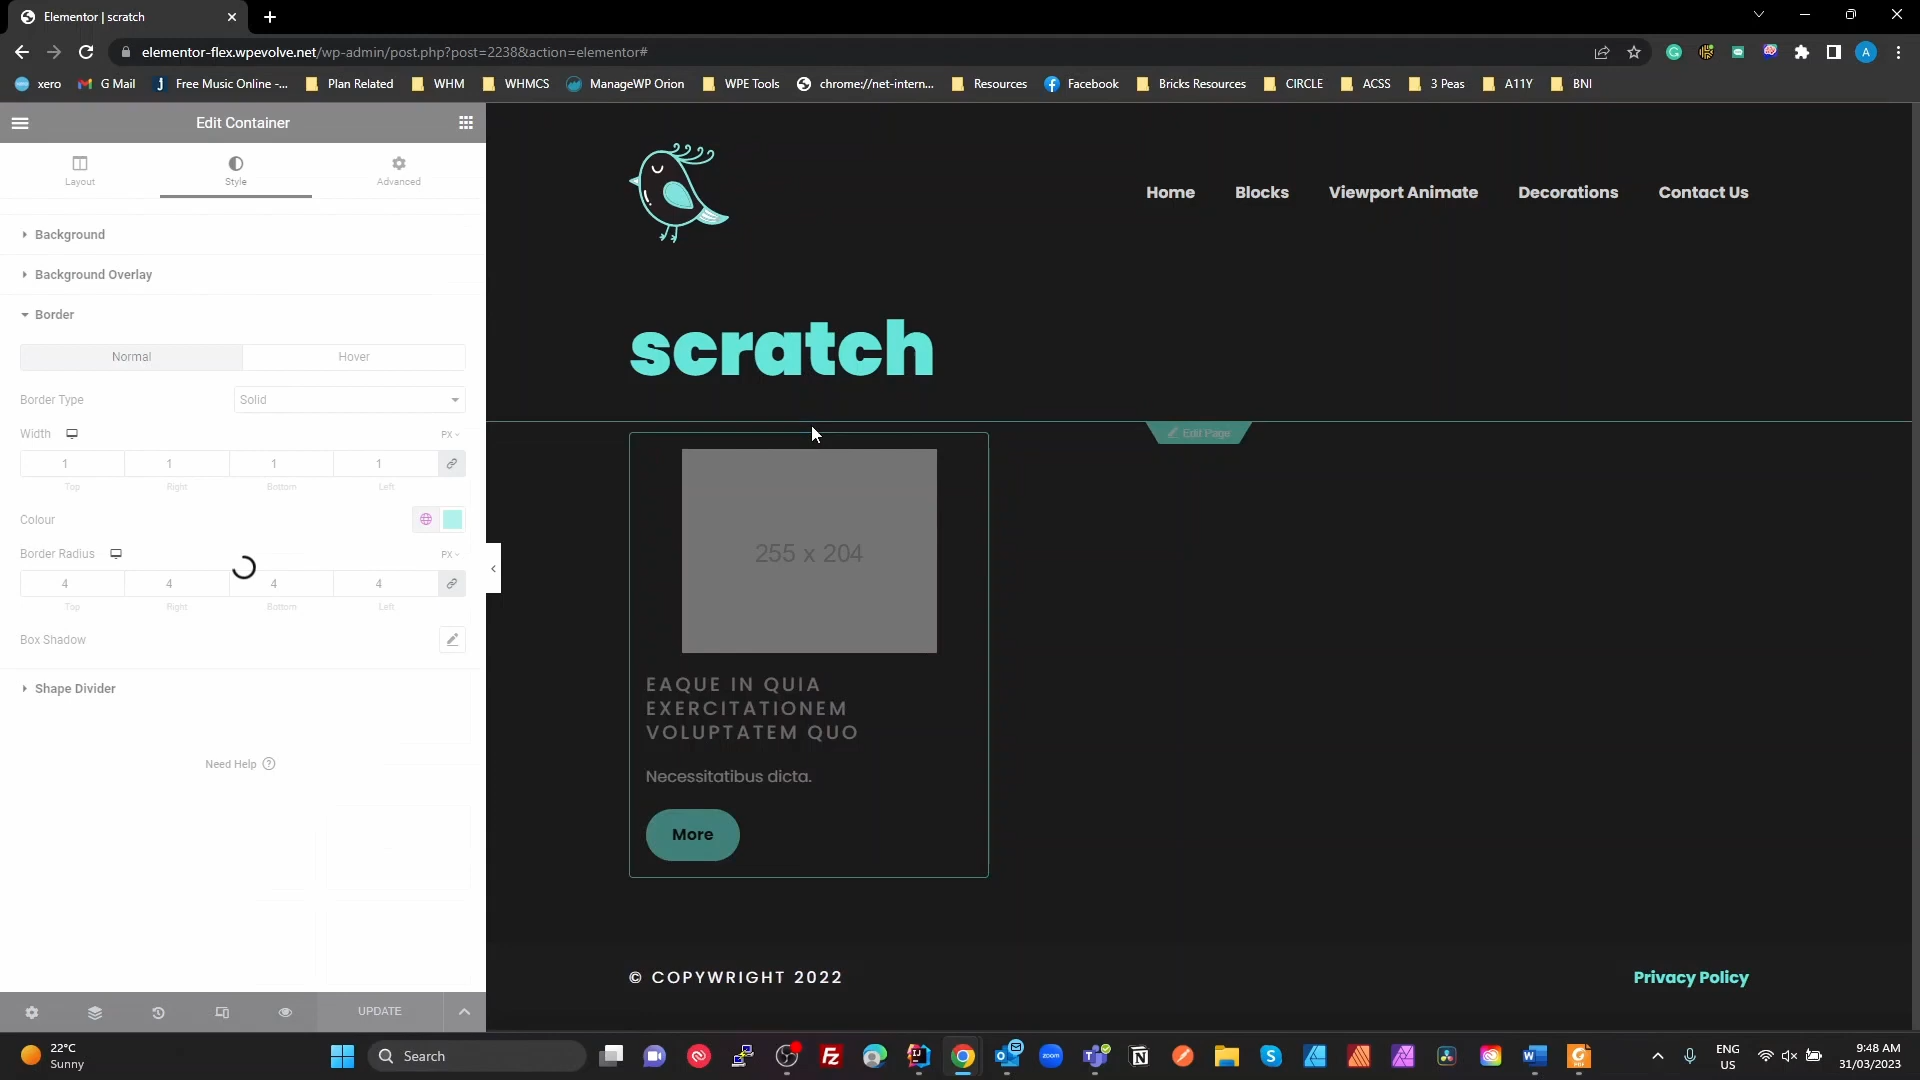 Elementor | scratch
elementor-flex.wpevolve.net/wp-admin/post.php?post=2238&action=elementor#
xero
G Mail
Free Music Online -...
Plan Related
WHM
WHMCS
ManageWP Orion
WPE Tools
chrome://net-intern...
Resources
Facebook
Bricks Resources
CIRCLE
ACSS
3 Peas
A11Y
BNI
Edit Container
Layout
Style
Advanced
Background
Background Overlay
Border
Normal
Hover
Border Type
Solid
Width
PX
1
1
1
1
Top
Right
Bottom
Left
Colour
Border Radius
PX
4
4
4
4
Top
Right
Bottom
Left
Box Shadow
Shape Divider
Need Help
UPDATE
Home
Blocks
Viewport Animate
Decorations
Contact Us
scratch
Edit Page
255 x 204
EAQUE IN QUIA
EXERCITATIONEM
VOLUPTATEM QUO
Necessitatibus dicta.
More
© COPYWRIGHT 2022
Privacy Policy
22°C
Sunny
Search
zoom
ENG
US
9:48 AM
31/03/2023